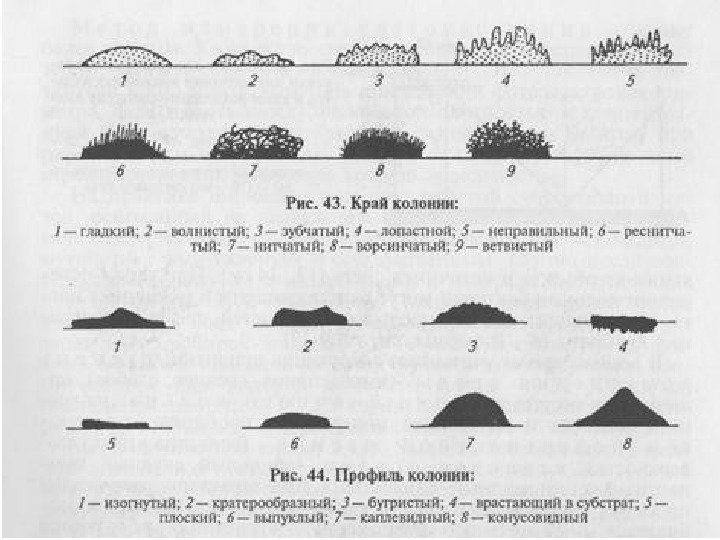 1 2 3 4 5
6 7 8 9
Рис. 43. Край колонии:
1 — гладкий; 2 — волнистый; 3 — зубчатый; 4 — лопастной; 5 — неправильный; 6 — реснитча-
тый; 7 — нитчатый; 8 — ворсинчатый; 9 — ветвистый
1 2 3 4
5 6 7 8
Рис. 44. Профиль колонии:
1 — изогнутый; 2 — кратерообразный; 3 — бугристый; 4 — врастающий в субстрат; 5 —
плоский; 6 — выпуклый; 7 — каплевидный; 8 — конусовидный